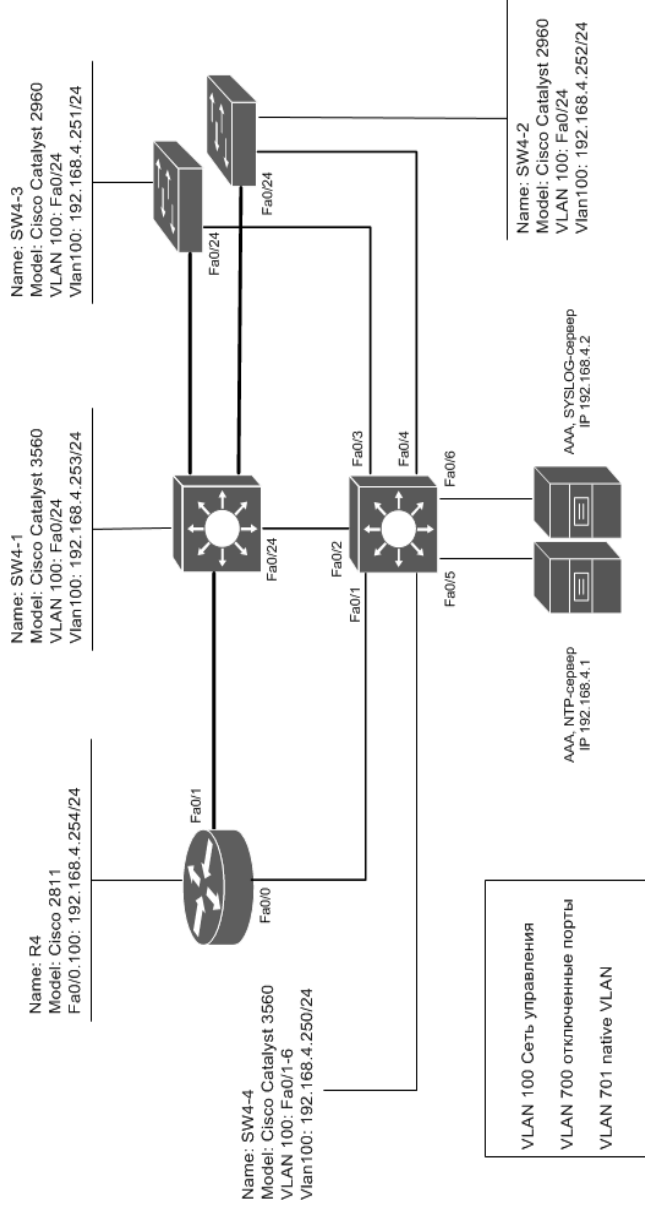 Name: R4
Model: Cisco 2811
Fa0/0.100: 192.168.4.254/24
Name: SW4-1
Model: Cisco Catalyst 3560
VLAN 100: Fa0/24
Vlan100: 192.168.4.253/24
Name: SW4-3
Model: Cisco Catalyst 2960
VLAN 100: Fa0/24
Vlan100: 192.168.4.251/24
Fa0/1
Fa0/0
Fa0/24
Fa0/24
Fa0/24
Name: SW4-4
Model: Cisco Catalyst 3560
VLAN 100: Fa0/1-6
Vlan100: 192.168.4.250/24
Fa0/1
Fa0/2
Fa0/3
Fa0/4
Fa0/5
Fa0/6
Name: SW4-2
Model: Cisco Catalyst 2960
VLAN 100: Fa0/24
Vlan100: 192.168.4.252/24
AAA, NTP-сервер
IP 192.168.4.1
AAA, SYSLOG-сервер
IP 192.168.4.2
VLAN 100 Сеть управления
VLAN 700 отключенные порты
VLAN 701 native VLAN